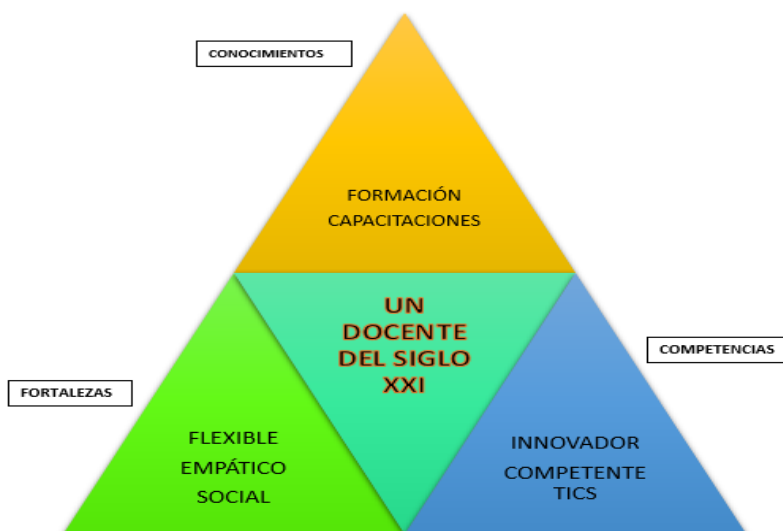 CONOCIMIENTOS
FORMACIÓN
CAPACITACIONES
UN
DOCENTE
DEL SIGLO
XXI
COMPETENCIAS
FORTALEZAS
FLEXIBLE
EMPÁTICO
SOCIAL
INNOVADOR
COMPETENTE
TICS